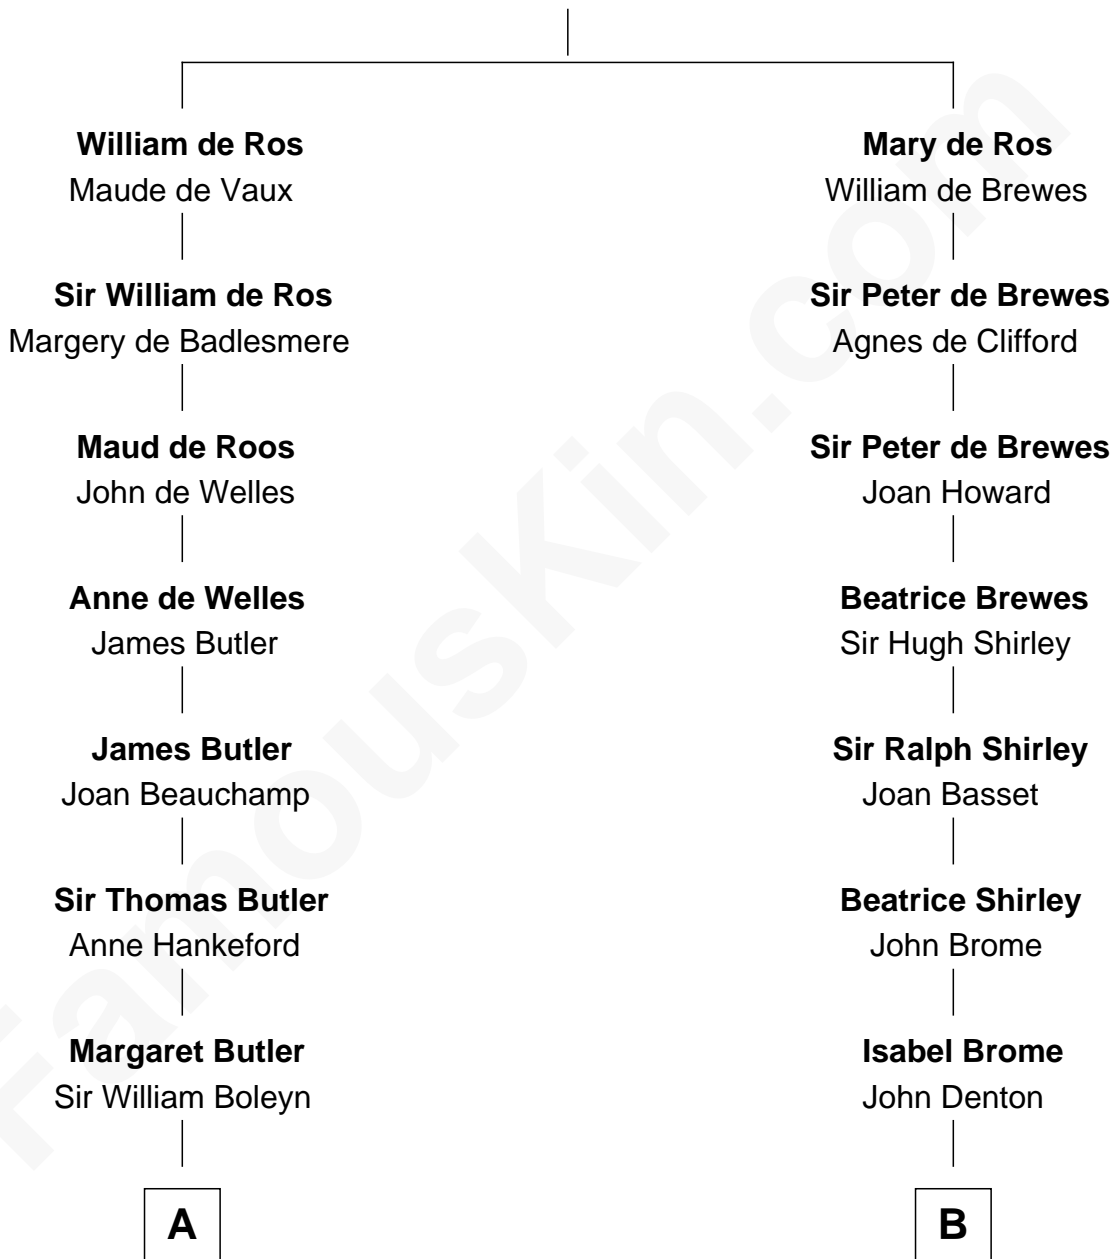 William de Ros
Maude de Vaux
Sir William de Ros
Margery de Badlesmere
Maud de Roos
John de Welles
Anne de Welles
James Butler
James Butler
Joan Beauchamp
Sir Thomas Butler
Anne Hankeford
Margaret Butler
Sir William Boleyn
A
Mary de Ros
William de Brewes
Sir Peter de Brewes
Agnes de Clifford
Sir Peter de Brewes
Joan Howard
Beatrice Brewes
Sir Hugh Shirley
Sir Ralph Shirley
Joan Basset
Beatrice Shirley
John Brome
Isabel Brome
John Denton
B
FamousKin.com